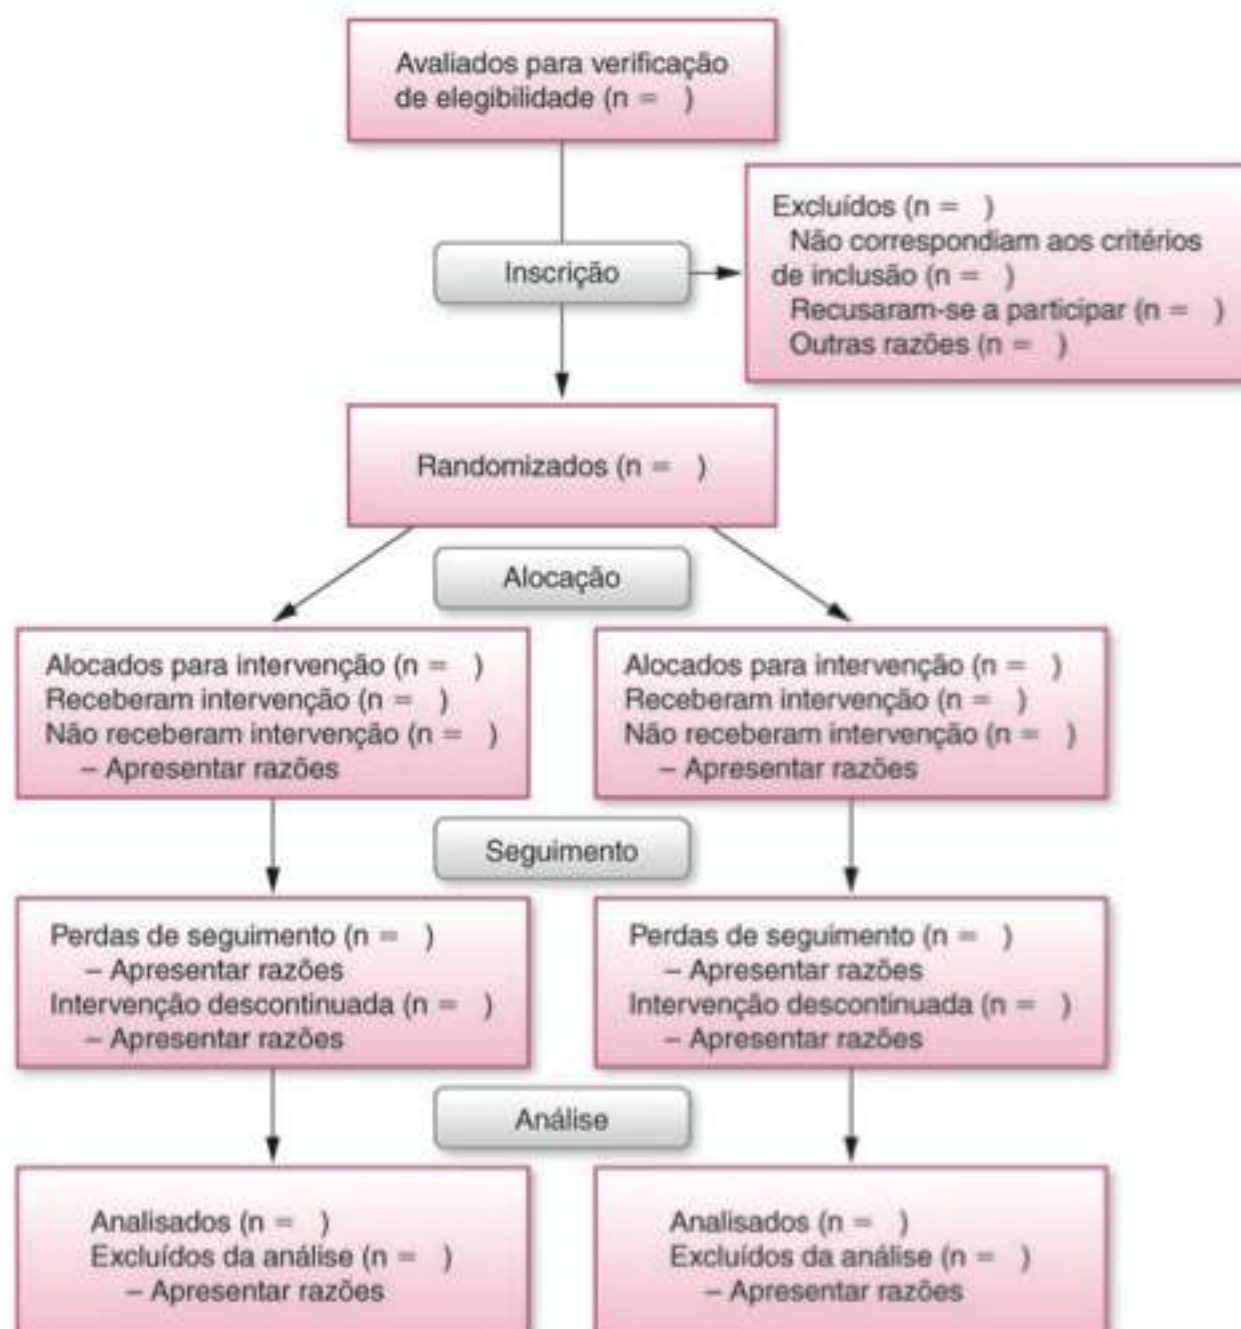 Avaliados para verificação
de elegibilidade (n =   )
Inscrição
Excluídos (n =   )
Não correspondiam aos critérios
de inclusão (n =   )
Recusaram-se a participar (n =   )
Outras razões (n =   )
Randomizados (n =   )
Alocação
Alocados para intervenção (n =   )
Receberam intervenção (n =   )
Não receberam intervenção (n =   )
– Apresentar razões
Alocados para intervenção (n =   )
Receberam intervenção (n =   )
Não receberam intervenção (n =   )
– Apresentar razões
Seguimento
Perdas de seguimento (n =   )
– Apresentar razões
Intervenção descontinuada (n =   )
– Apresentar razões
Perdas de seguimento (n =   )
– Apresentar razões
Intervenção descontinuada (n =   )
– Apresentar razões
Análise
Analisados (n =   )
Excluídos da análise (n =   )
– Apresentar razões
Analisados (n =   )
Excluídos da análise (n =   )
– Apresentar razões